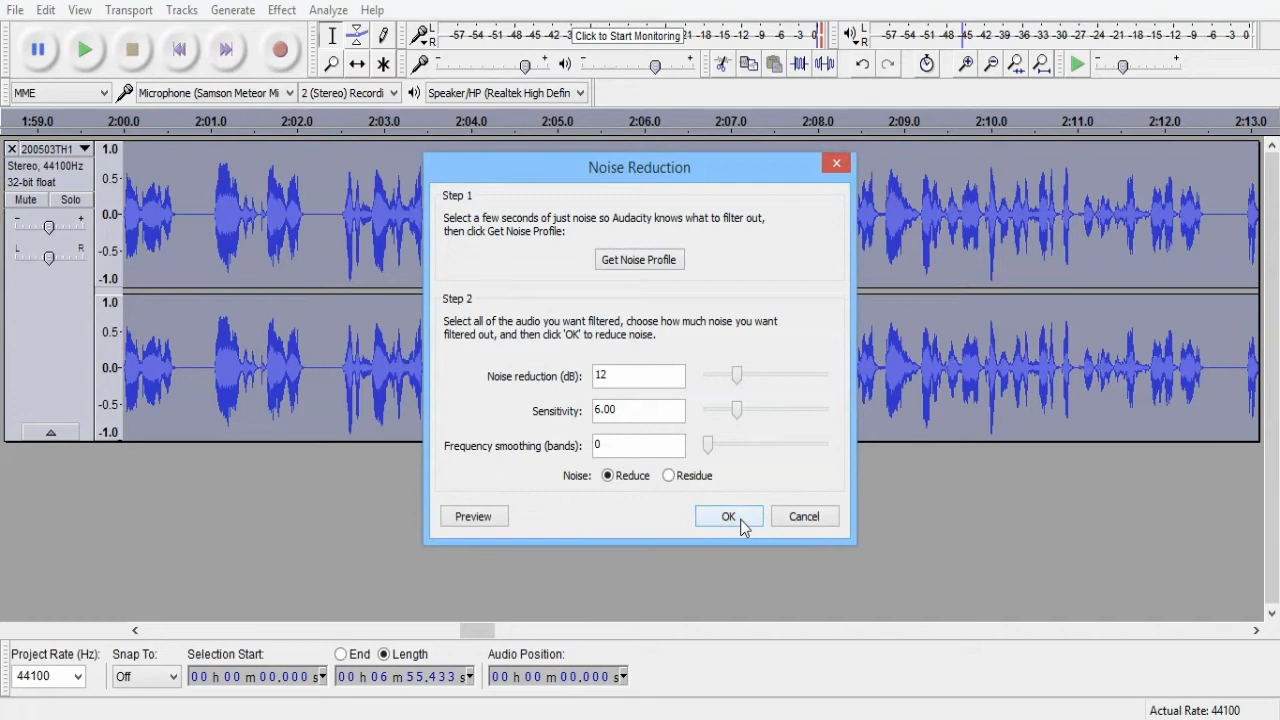 File Edit View Transport Tracks Generate Effect Analyze Help
L R -57 -54 -51 -48 -45 -42 Click to Start Monitoring 21 -18 -15 -12 -9 -6 -3 0
L R -57 -54 -51 -48 -45 -42 -39 -36 -33 -30 -27 -24 -21 -18 -15 -12 -9 -6 -3 0
- + - + - +
MME Microphone (Samson Meteor Mi 2 (Stereo) Recordi Speaker/HP (Realtek High Defin
1:59.0 2:00.0 2:01.0 2:02.0 2:03.0 2:04.0 2:05.0 2:06.0 2:07.0 2:08.0 2:09.0 2:10.0 2:11.0 2:12.0 2:13.0
200503TH1
Stereo, 44100Hz
32-bit float
Mute Solo
- +
L R
1.0
0.5-
0.0-
-0.5-
-1.0
1.0
0.5-
0.0-
-0.5-
-1.0
Noise Reduction
Step 1
Select a few seconds of just noise so Audacity knows what to filter out,
then click Get Noise Profile:
Get Noise Profile
Step 2
Select all of the audio you want filtered, choose how much noise you want
filtered out, and then click 'OK' to reduce noise.
Noise reduction (dB): 12
Sensitivity: 6.00
Frequency smoothing (bands): 0
Noise: Reduce Residue
Preview OK Cancel
Project Rate (Hz): Snap To: Selection Start: End Length Audio Position:
44100 Off 00 h 00 m 00.000 s 00 h 06 m 55.433 s 00 h 00 m 00.000 s
Actual Rate: 44100